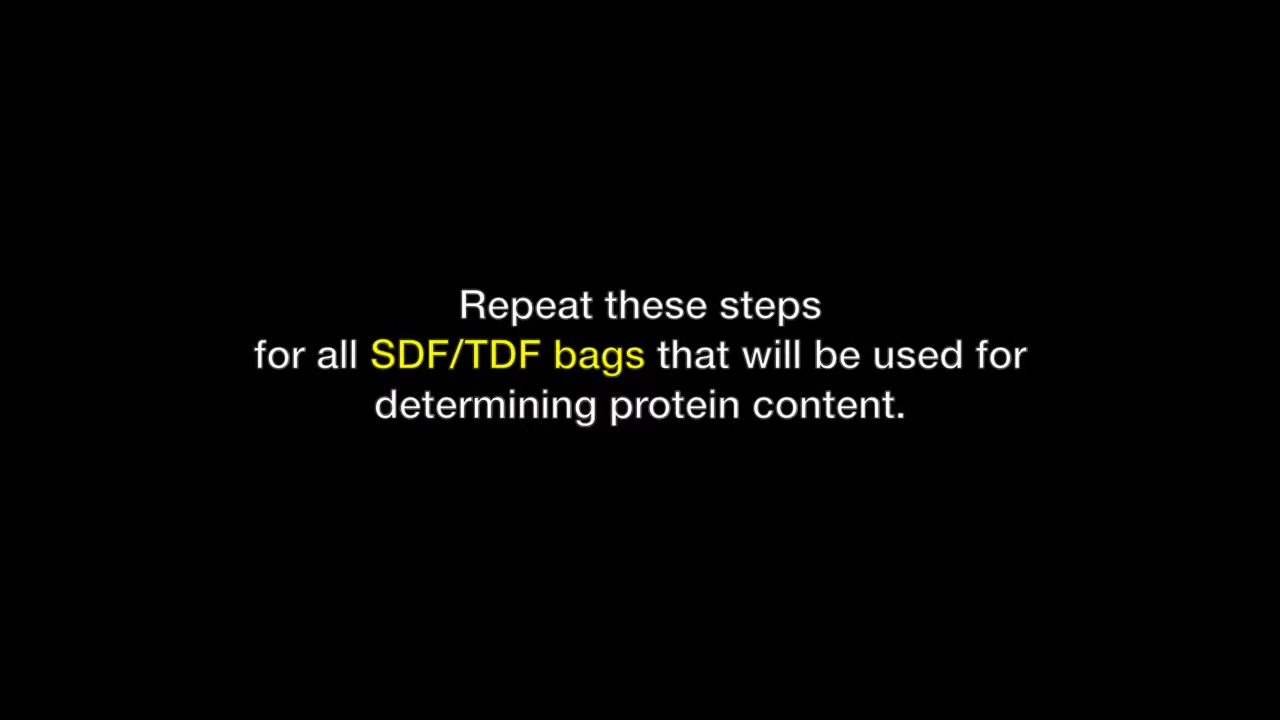 Repeat these steps
for all SDF/TDF bags that will be used for
determining protein content.